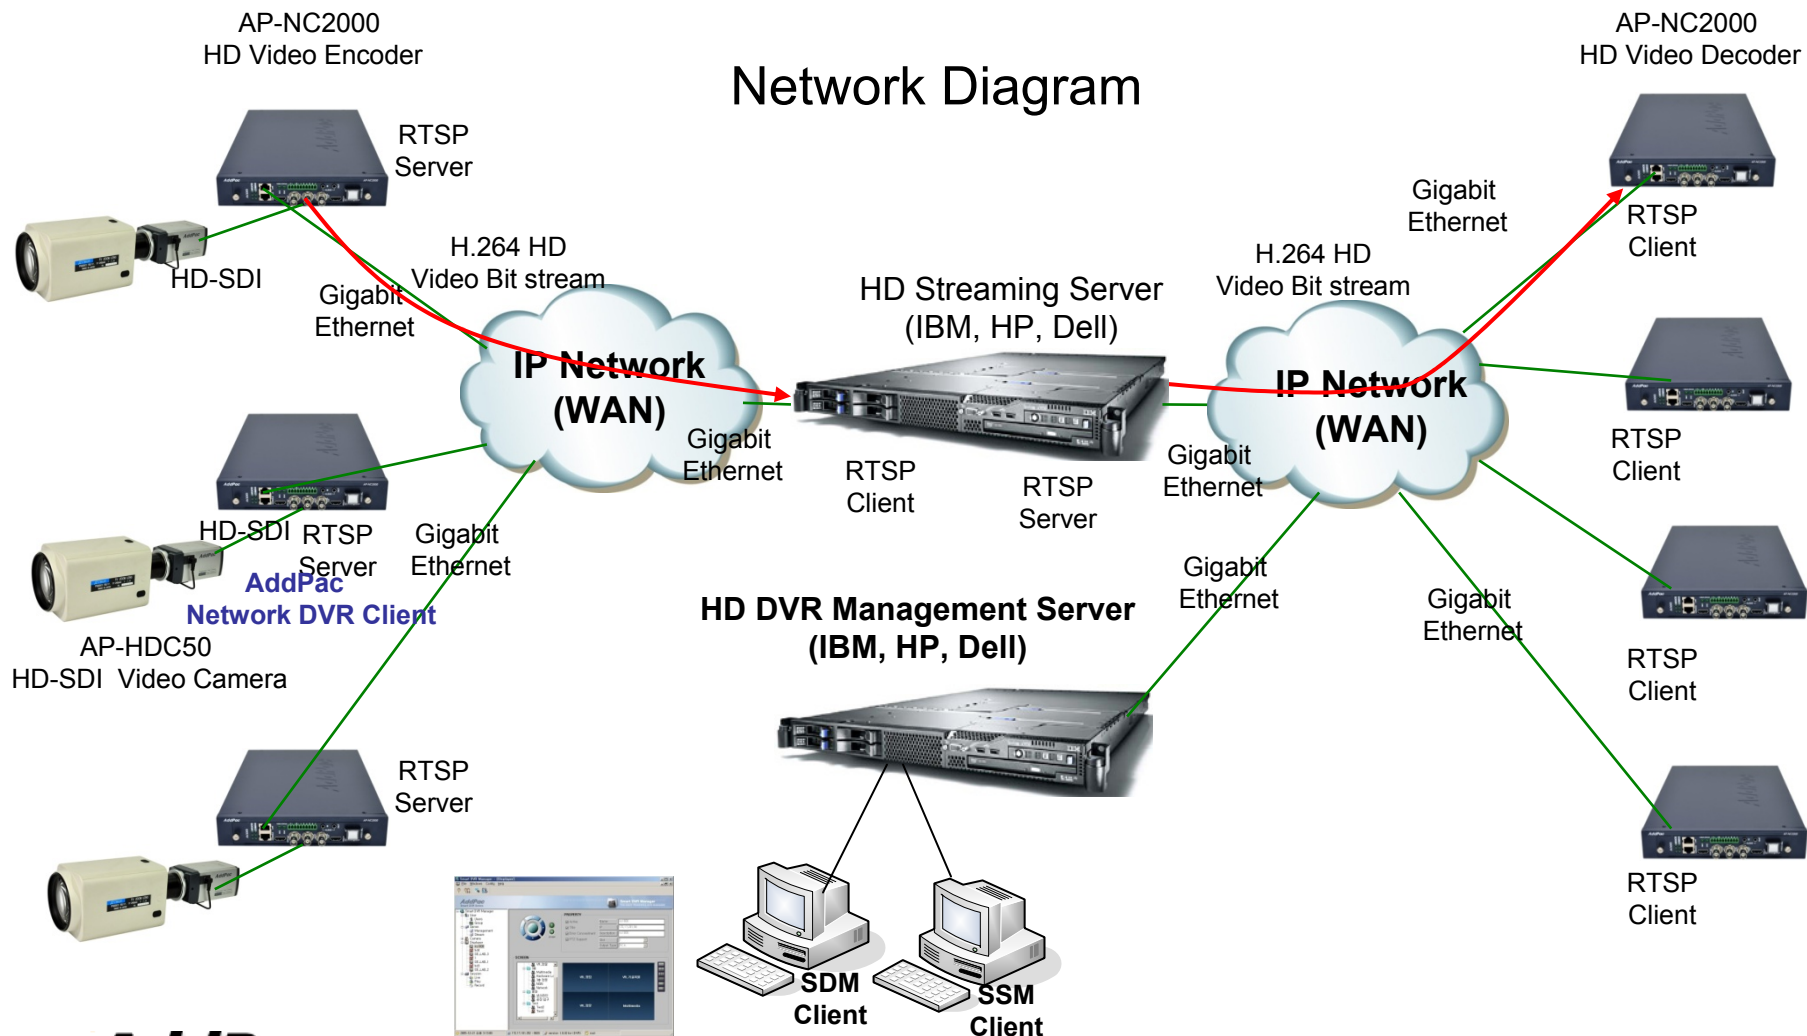 AP-NC2000
HD Video Encoder
Network Diagram
AP-NC2000
HD Video Decoder
RTSP
Server
HD-SDI
H.264 HD
Video Bit stream
Gigabit
Ethernet
IP Network
(WAN)
Gigabit
Ethernet
HD Streaming Server
(IBM, HP, Dell)
RTSP
Client
RTSP
Server
H.264 HD
Video Bit stream
IP Network
(WAN)
Gigabit
Ethernet
Gigabit
Ethernet
RTSP
Client
RTSP
Client
HD-SDI
RTSP
Server
Gigabit
Ethernet
AddPac
Network DVR Client
AP-HDC50
HD-SDI Video Camera
HD DVR Management Server
(IBM, HP, Dell)
Gigabit
Ethernet
Gigabit
Ethernet
RTSP
Client
RTSP
Server
RTSP
Client
SDM
Client
SSM
Client
AddPac